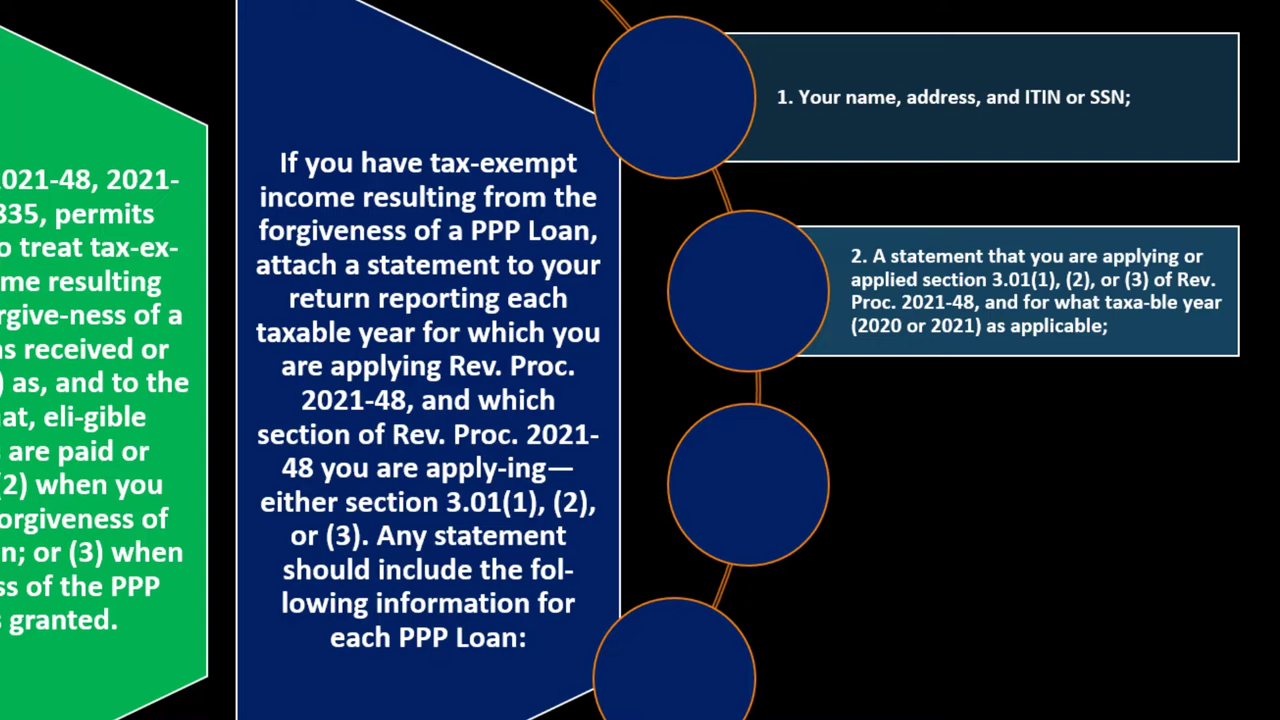 021-48, 2021-
835, permits
o treat tax-ex-
me resulting
rgive-ness of a
as received or
) as, and to the
at, eli-gible
are paid or
(2) when you
orgiveness of
n; or (3) when
ss of the PPP
s granted.
If you have tax-exempt
income resulting from the
forgiveness of a PPP Loan,
attach a statement to your
return reporting each
taxable year for which you
are applying Rev. Proc.
2021-48, and which
section of Rev. Proc. 2021-
48 you are apply-ing—
either section 3.01(1), (2),
or (3). Any statement
should include the fol-
lowing information for
each PPP Loan:
1. Your name, address, and ITIN or SSN;
2. A statement that you are applying or
applied section 3.01(1), (2), or (3) of Rev.
Proc. 2021-48, and for what taxa-ble year
(2020 or 2021) as applicable;